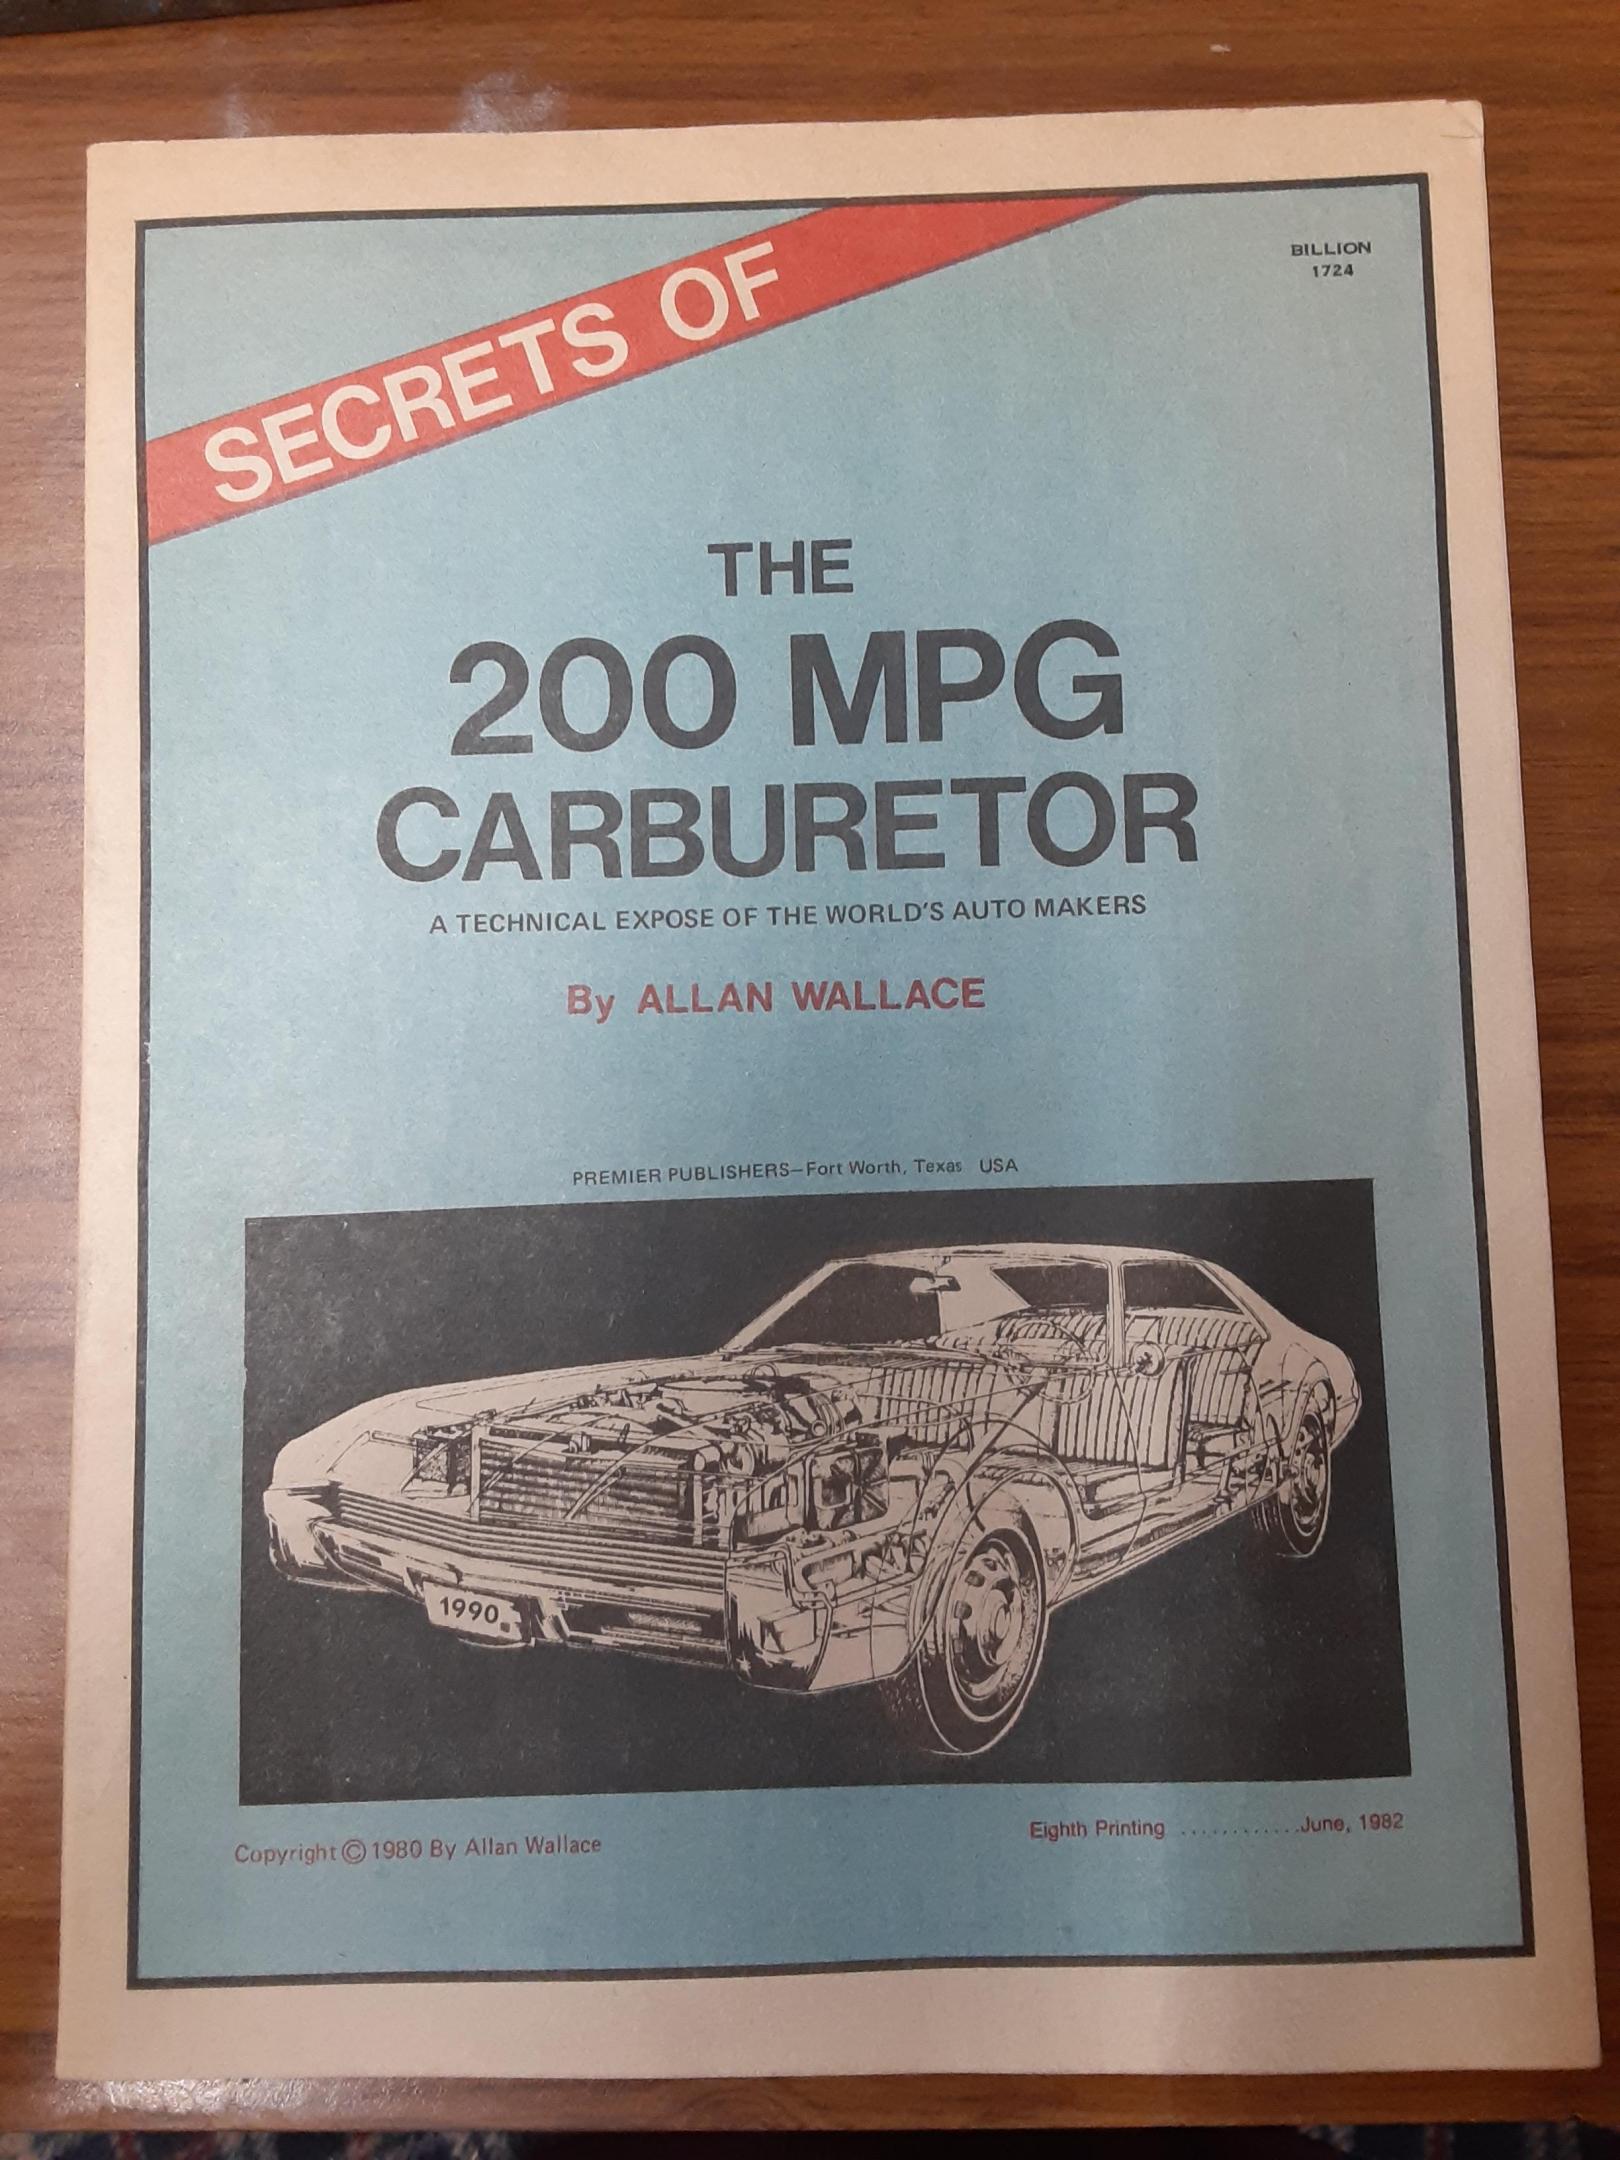 SECRETS OF
BILLION
1724
THE
200 MPG
CARBURETOR
A TECHNICAL EXPOSE OF THE WORLD'S AUTO MAKERS
By ALLAN WALLACE
PREMIER PUBLISHERS—Fort Worth, Texas USA
1990
Copyright © 1980 By Allan Wallace
Eighth Printing ............June, 1982